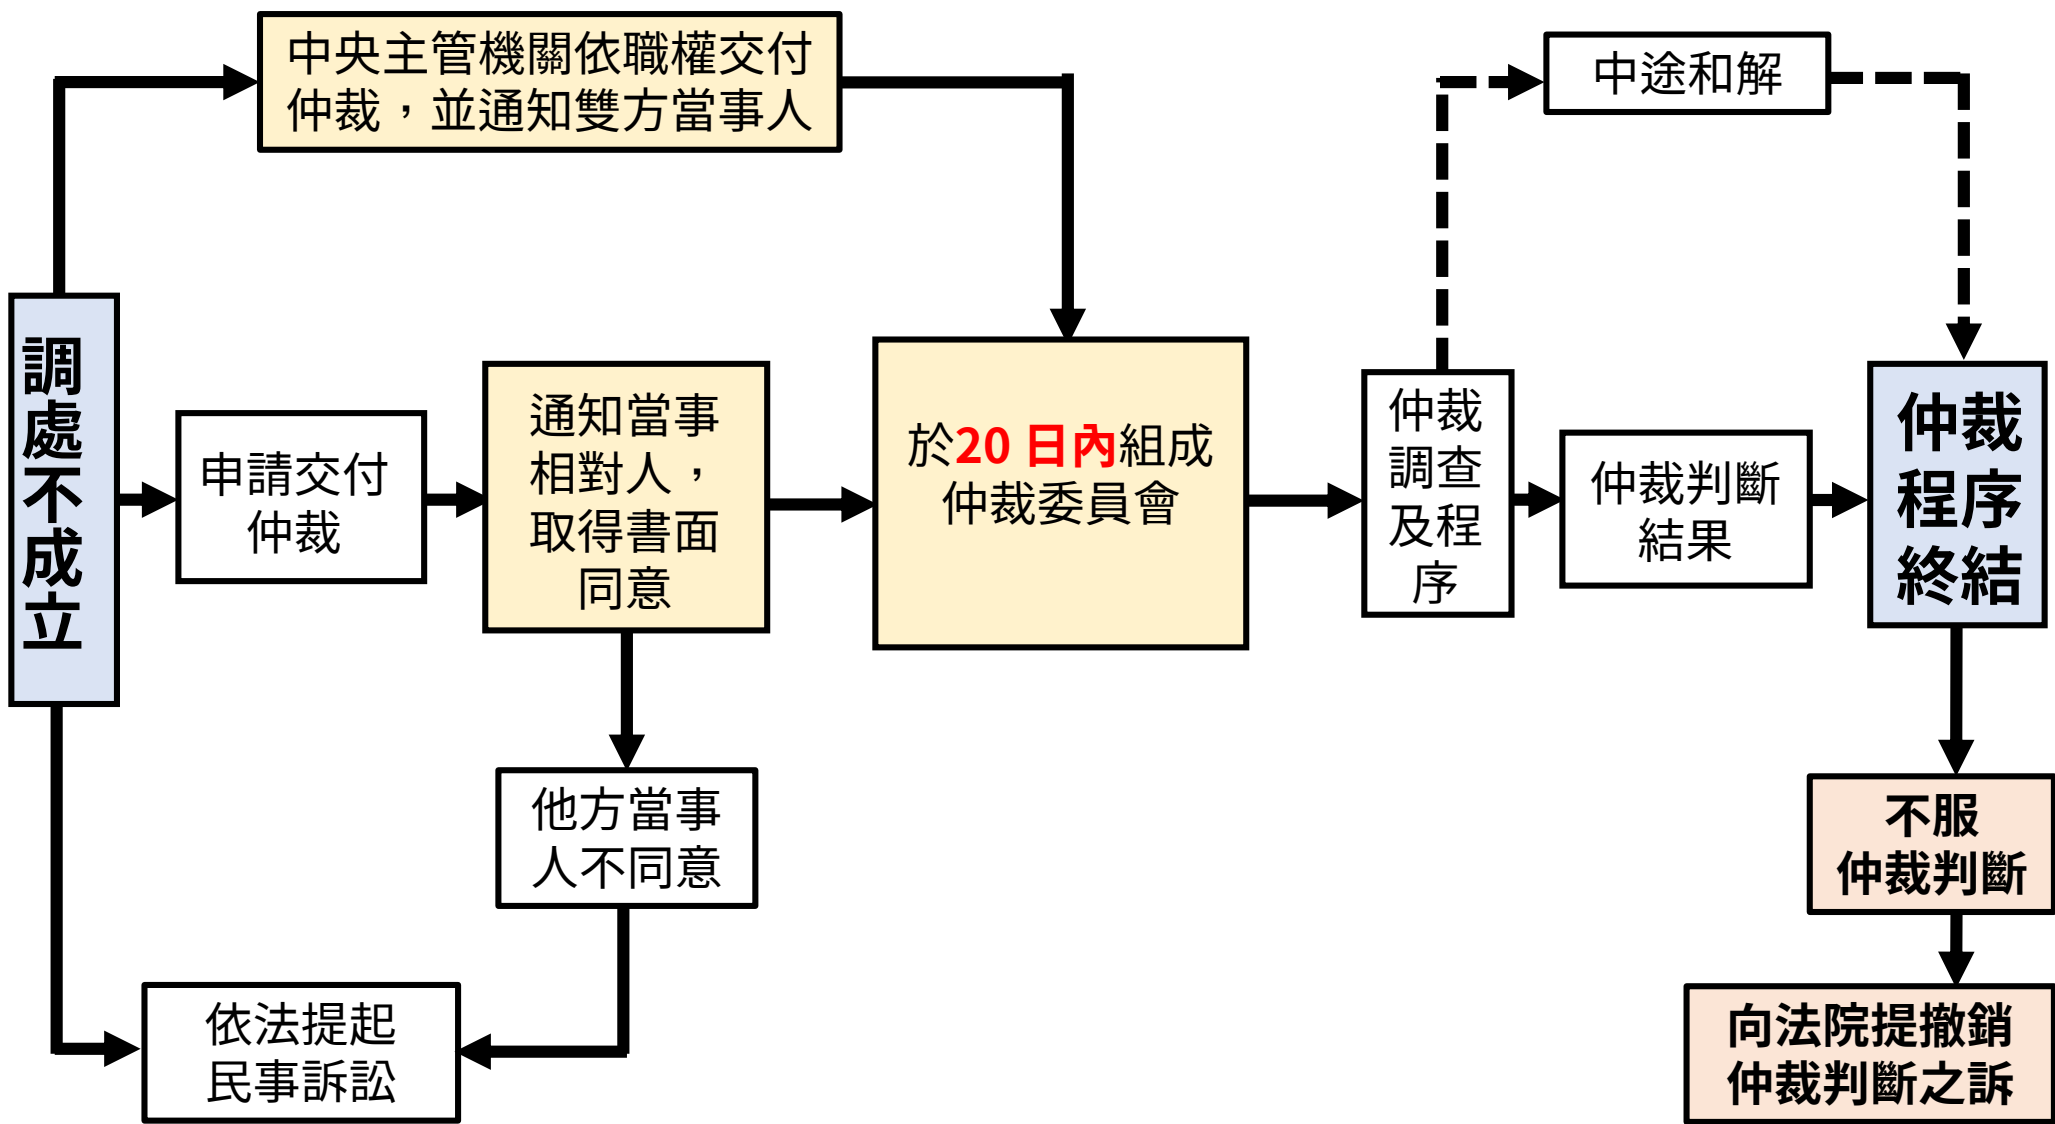 中央主管機關依職權交付
仲裁，並通知雙方當事人
中途和解
調處不成立
申請交付
仲裁
通知當事
相對人，
取得書面
同意
於20 日內組成
仲裁委員會
仲裁
調查
及程
序
仲裁判斷
結果
仲裁
程序
終結
他方當事
人不同意
不服
仲裁判斷
依法提起
民事訴訟
向法院提撤銷
仲裁判斷之訴